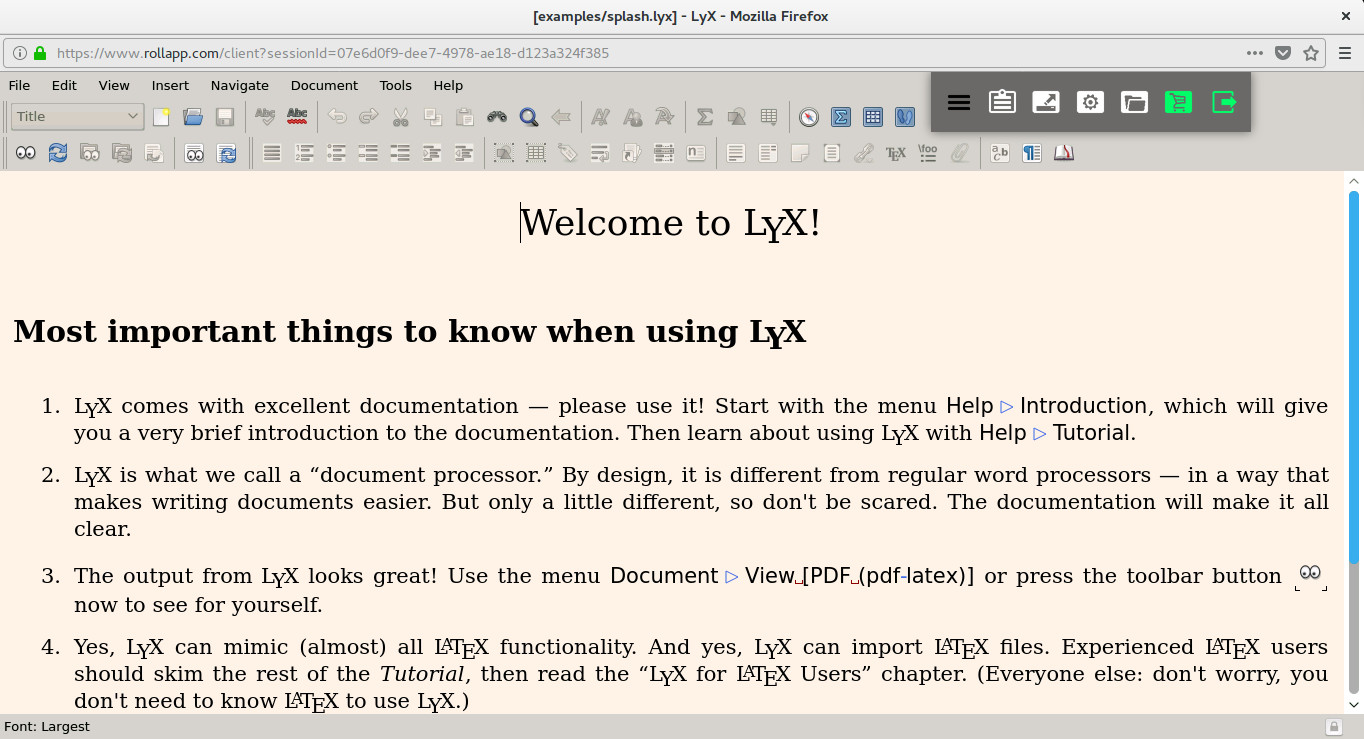 [examples/splash.lyx] - LyX - Mozilla Firefox
https://www.rollapp.com/client?sessionId=07e6d0f9-dee7-4978-ae18-d123a324f385
File Edit View Insert Navigate Document Tools Help
Title
Welcome to LyX!
Most important things to know when using LyX
1. LyX comes with excellent documentation — please use it! Start with the menu Help ▷ Introduction, which will give
you a very brief introduction to the documentation. Then learn about using LyX with Help ▷ Tutorial.
2. LyX is what we call a “document processor.” By design, it is different from regular word processors — in a way that
makes writing documents easier. But only a little different, so don't be scared. The documentation will make it all
clear.
3. The output from LyX looks great! Use the menu Document ▷ View␣[PDF␣(pdf-latex)] or press the toolbar button
now to see for yourself.
4. Yes, LyX can mimic (almost) all LATEX functionality. And yes, LyX can import LATEX files. Experienced LATEX users
should skim the rest of the Tutorial, then read the “LyX for LATEX Users” chapter. (Everyone else: don't worry, you
don't need to know LATEX to use LyX.)
Font: Largest